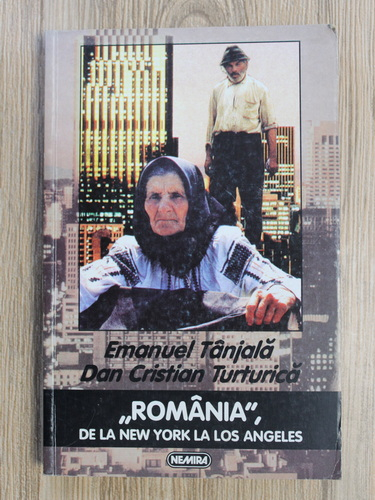 Emanuel Tânjală
Dan Cristian Turturică
„ROMÂNIA”,
DE LA NEW YORK LA LOS ANGELES
NEMIRA